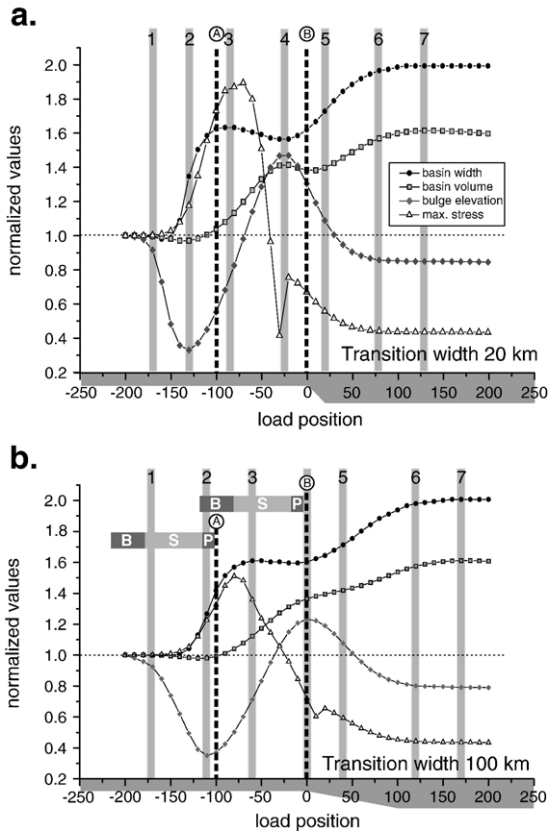 a.
1 2 A 3 4 B 5 6 7
2.0
1.8
1.6
1.4
1.2
1.0
0.8
0.6
0.4
0.2
normalized values
basin width
basin volume
bulge elevation
max. stress
Transition width 20 km
-250 -200 -150 -100 -50 0 50 100 150 200 250
load position
b.
1 2 3 B 5 6 7
B S P
A
B S P
2.0
1.8
1.6
1.4
1.2
1.0
0.8
0.6
0.4
0.2
normalized values
Transition width 100 km
-250 -200 -150 -100 -50 0 50 100 150 200 250
load position